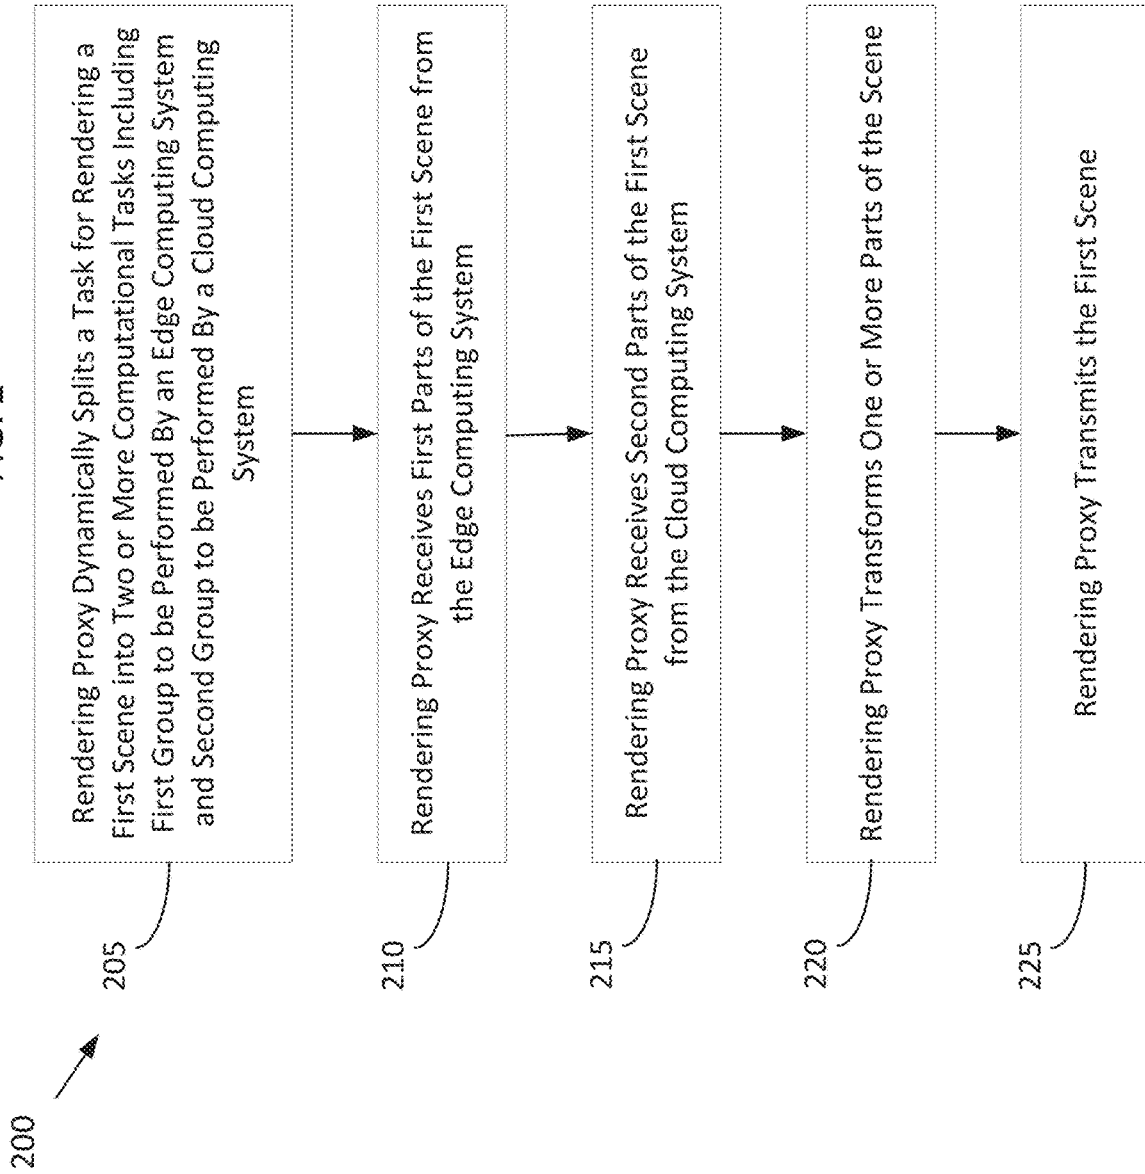 200
205
Rendering Proxy Dynamically Splits a Task for Rendering a
First Scene into Two or More Computational Tasks Including
First Group to be Performed By an Edge Computing System
and Second Group to be Performed By a Cloud Computing
System
210
Rendering Proxy Receives First Parts of the First Scene from
the Edge Computing System
215
Rendering Proxy Receives Second Parts of the First Scene
from the Cloud Computing System
220
Rendering Proxy Transforms One or More Parts of the Scene
225
Rendering Proxy Transmits the First Scene